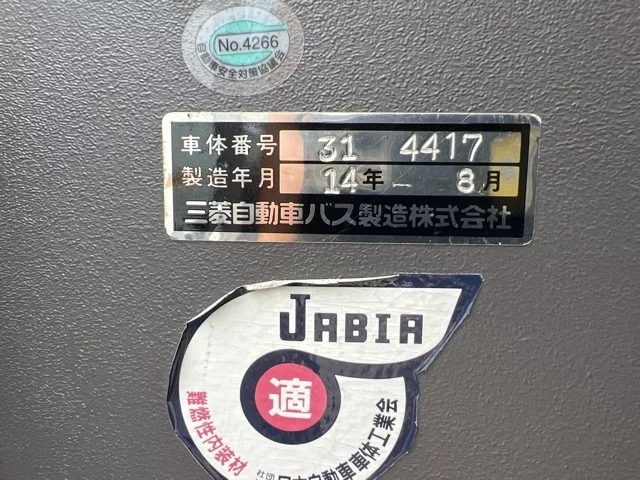 No.4266
自動車安全対策協議会
車体番号 31 4417
製造年月 14年 - 8月
三菱自動車バス製造株式会社
JABIA
適
難燃性内装材
社団 日本自動車車体工業会